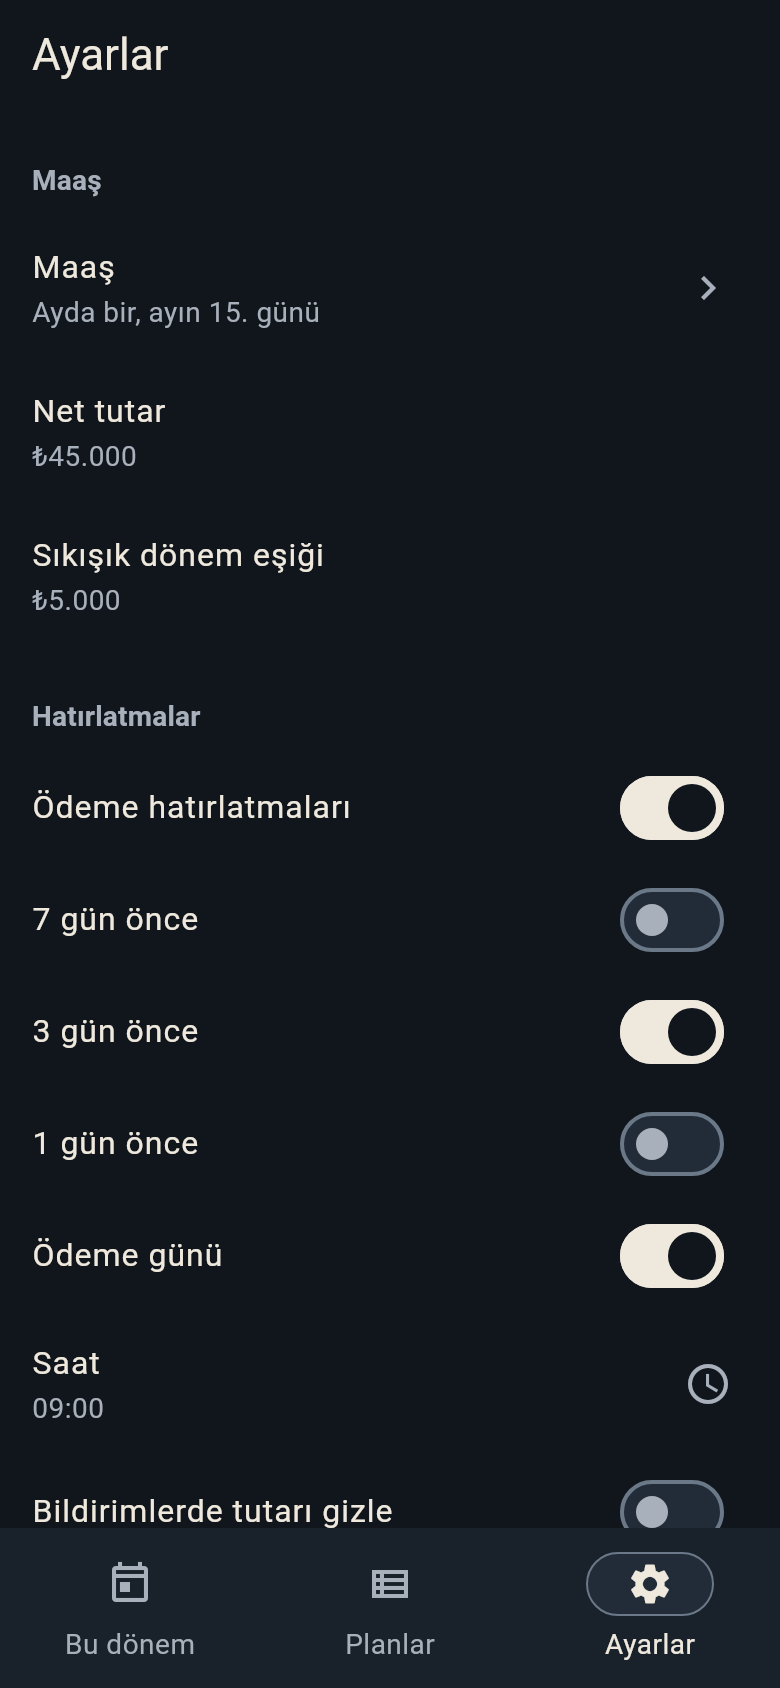 Ayarlar
Maaş
Maaş
Ayda bir, ayın 15. günü
Net tutar
₺45.000
Sıkışık dönem eşiği
₺5.000
Hatırlatmalar
Ödeme hatırlatmaları
7 gün önce
3 gün önce
1 gün önce
Ödeme günü
Saat
09:00
Bildirimlerde tutarı gizle
Bu dönem
Planlar
Ayarlar